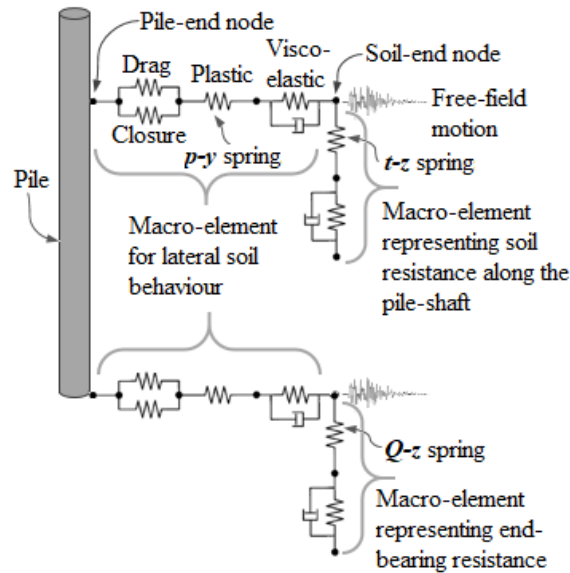 Pile-end node
Visco-
elastic
Soil-end node
Drag
Plastic
Closure
Free-field
motion
p-y spring
t-z spring
Pile
Macro-element
for lateral soil
behaviour
Macro-element
representing soil
resistance along the
pile-shaft
Q-z spring
Macro-element
representing end-
bearing resistance